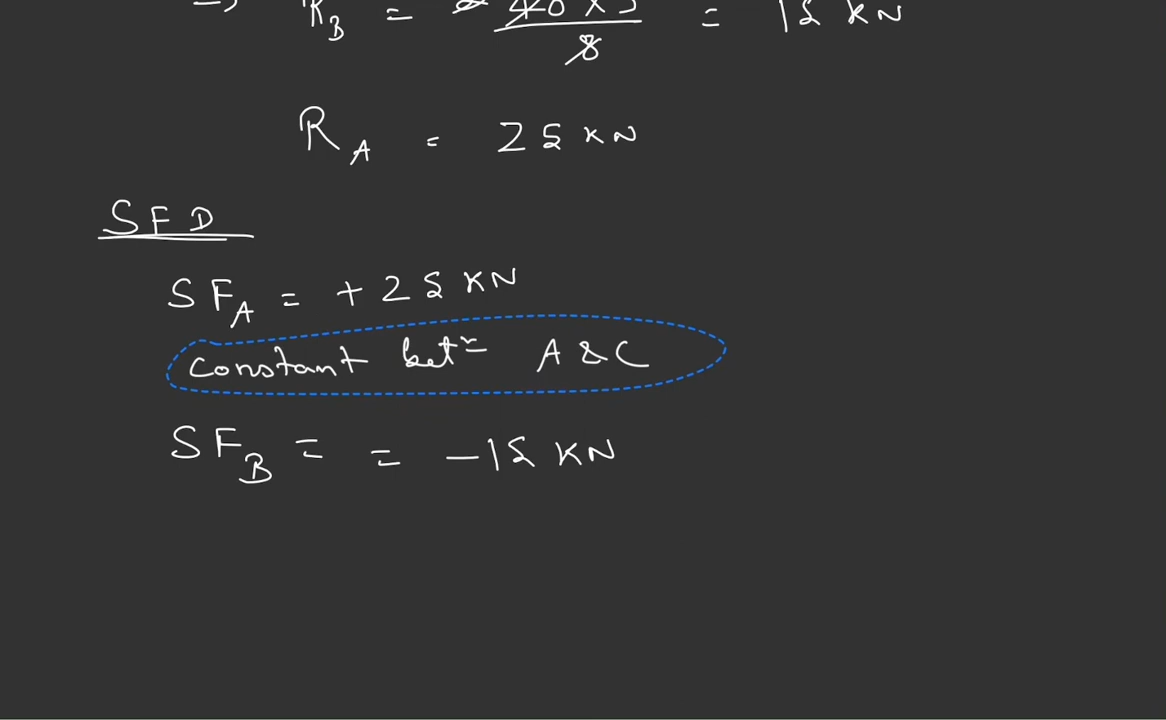 => R_B = 40 x 3 / 8 = 15 kN
R_A = 25 kN
SFD
SF_A = + 25 kN
constant betⁿ A & C
SF_B = = -15 kN